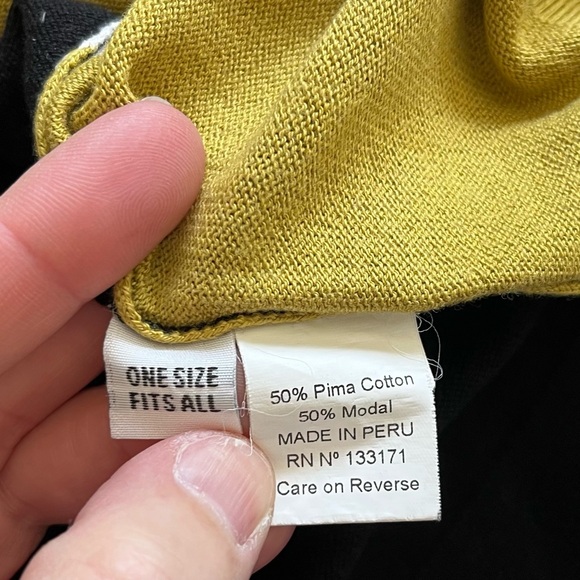 ONE SIZE
FITS ALL
50% Pima Cotton
50% Modal
MADE IN PERU
RN Nº 133171
Care on Reverse